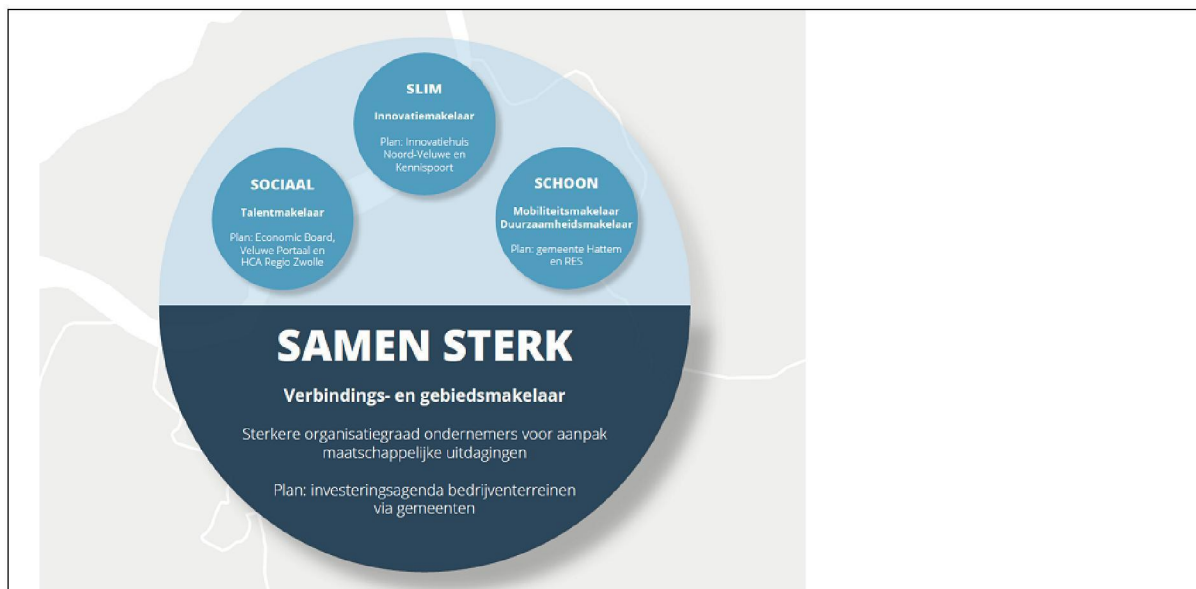 SLIM
Innovatiemakelaar
Plan: Innovatiehuis
Noord-Veluwe en
Kennispoort
SOCIAAL
Talentmakelaar
Plan: Economic Board,
Veluwe Portaal en
HCA Regio Zwolle
SCHOON
Mobiliteitsmakelaar
Duurzaamheidsmakelaar
Plan: gemeente Hattem
en RES
SAMEN STERK
Verbindings- en gebiedsmakelaar
Sterkere organisatiegraad ondernemers voor aanpak
maatschappelijke uitdagingen
Plan: investeringsagenda bedrijventerreinen
via gemeenten